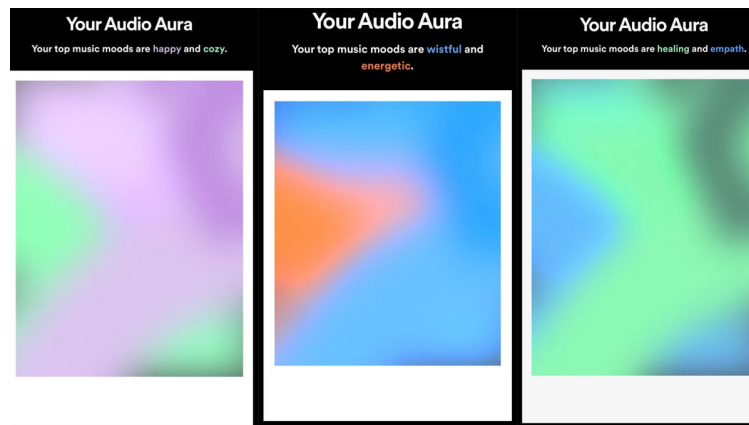 Your Audio Aura
Your top music moods are happy and cozy.
Your Audio Aura
Your top music moods are wistful and
energetic.
Your Audio Aura
Your top music moods are healing and empath.